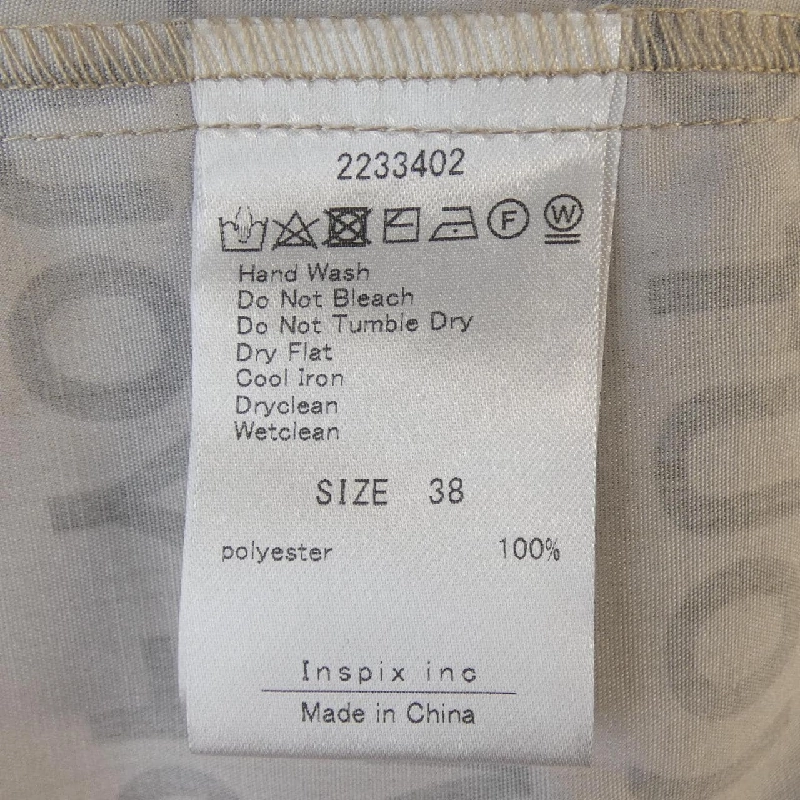 2233402
F W
Hand Wash
Do Not Bleach
Do Not Tumble Dry
Dry Flat
Cool Iron
Dryclean
Wetclean
SIZE 38
polyester 100%
Inspix inc
Made in China